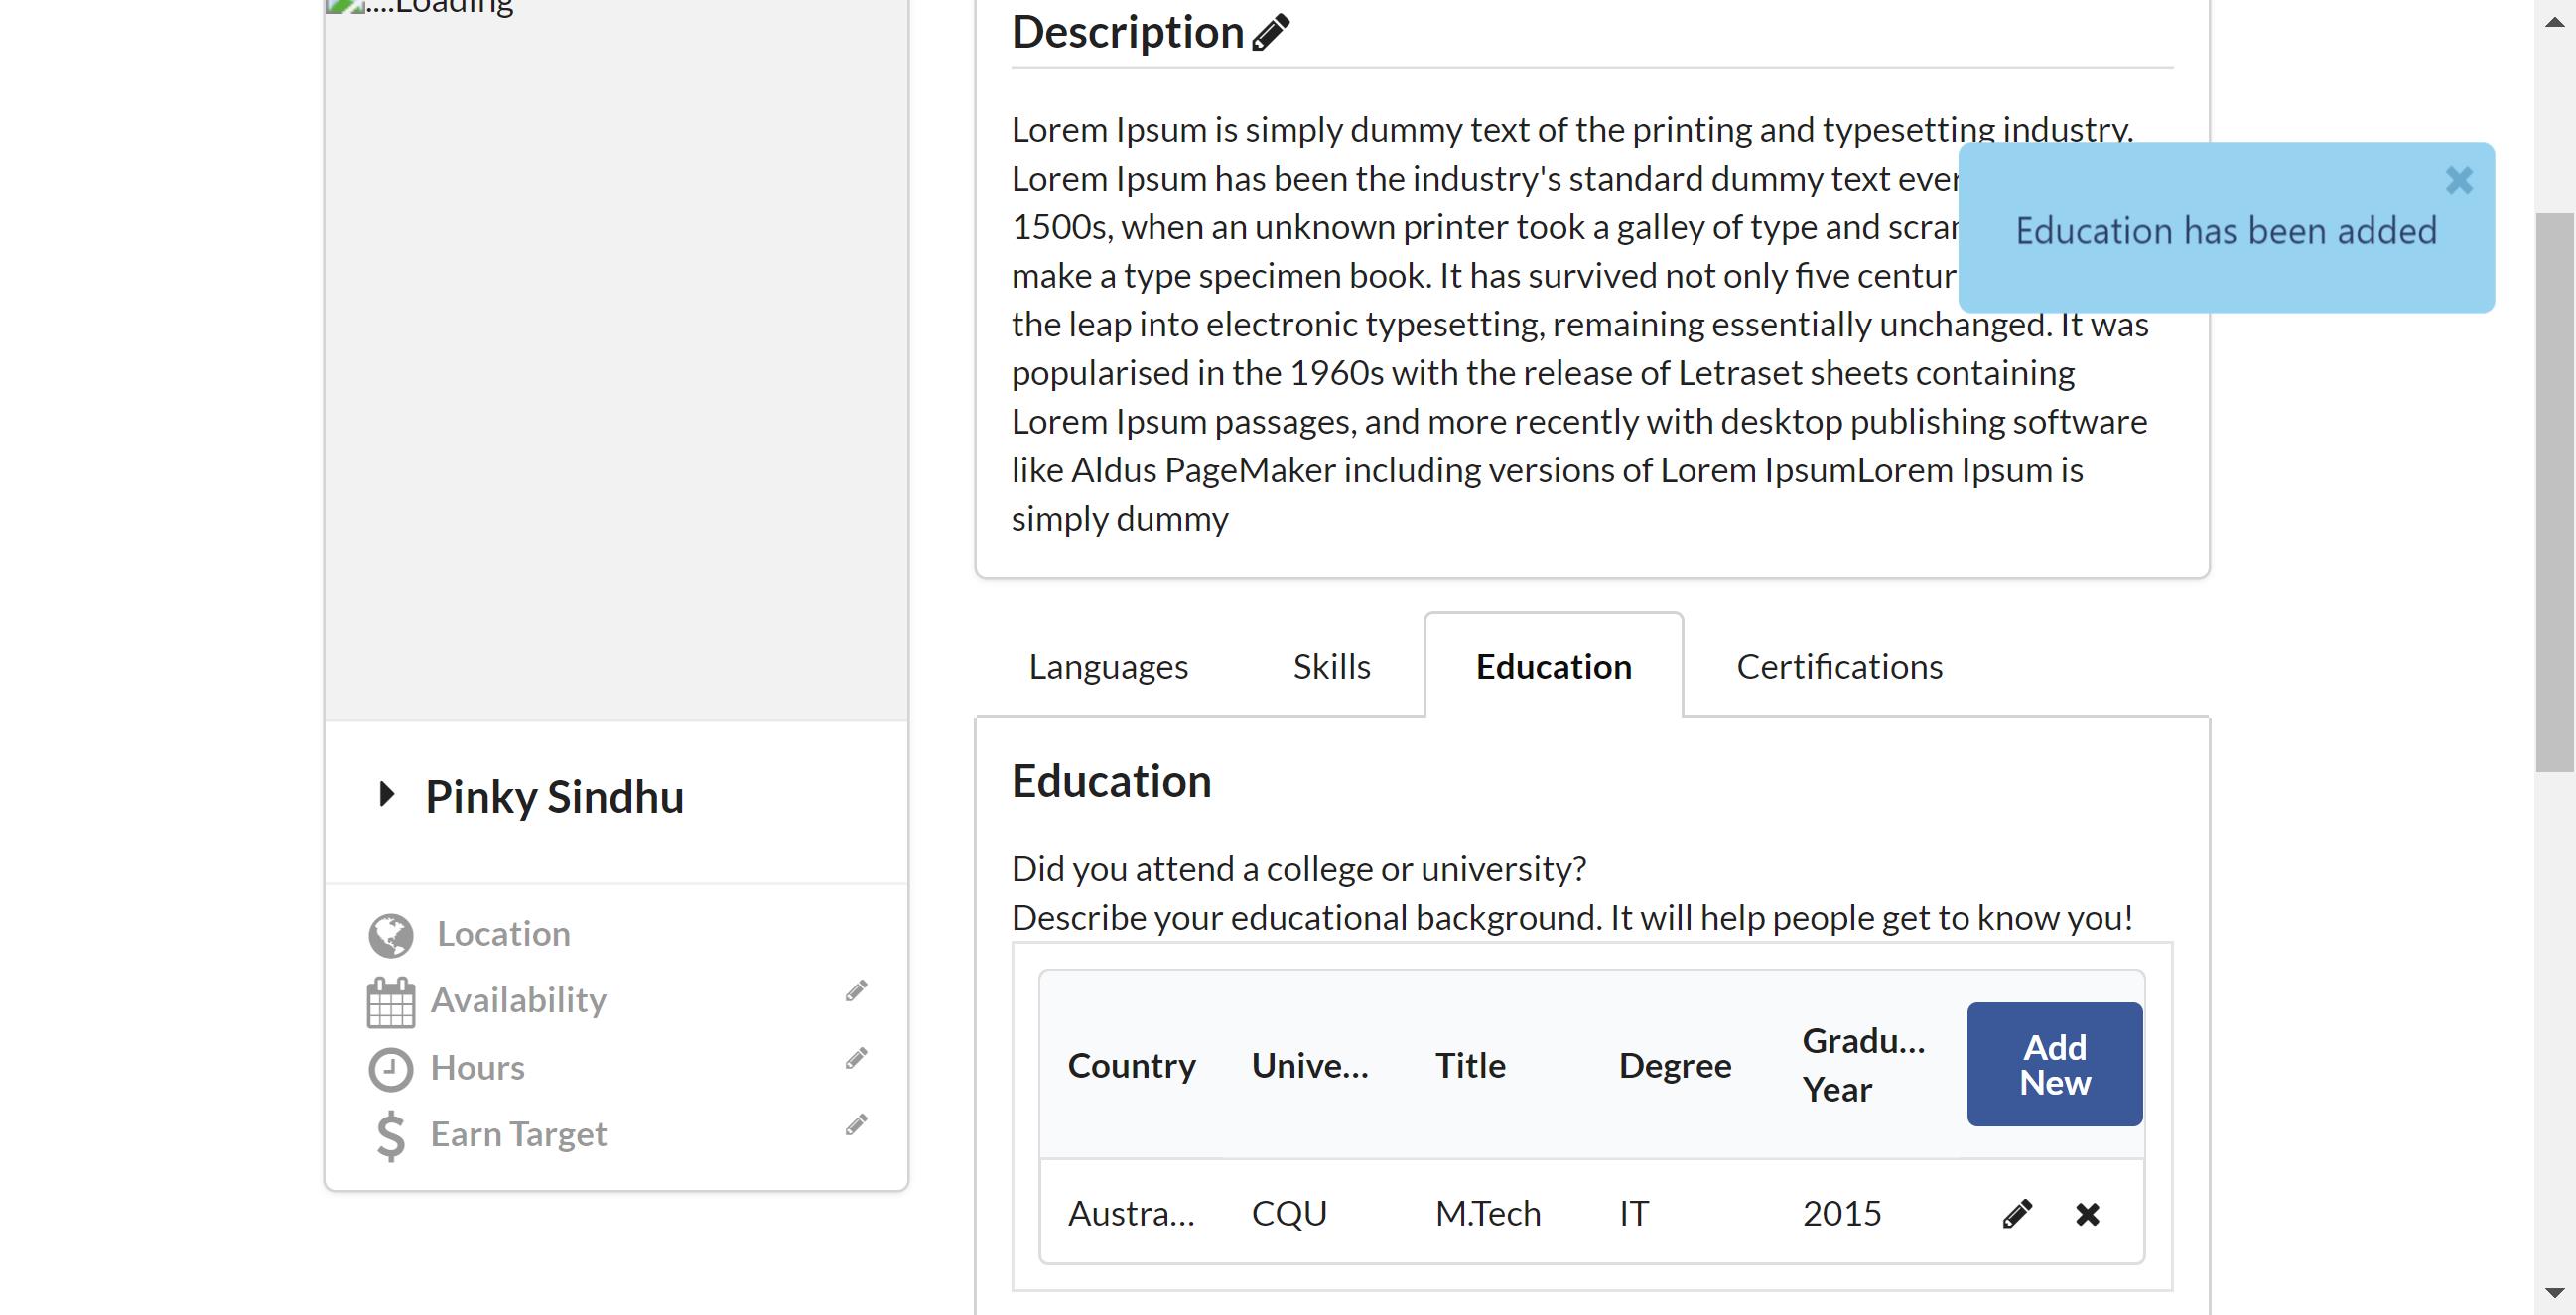 ....Loading
Description
Lorem Ipsum is simply dummy text of the printing and typesetting industry.
Lorem Ipsum has been the industry's standard dummy text ever
1500s, when an unknown printer took a galley of type and
make a type specimen book. It has survived not only five
the leap into electronic typesetting, remaining essentially unchanged. It was
popularised in the 1960s with the release of Letraset sheets containing
Lorem Ipsum passages, and more recently with desktop publishing software
like Aldus PageMaker including versions of Lorem IpsumLorem Ipsum is
simply dummy
Education has been added
Languages Skills Education Certifications
Pinky Sindhu
Location
Availability
Hours
Earn Target
Education
Did you attend a college or university?
Describe your educational background. It will help people get to know you!
Country Unive... Title Degree Gradu... Year Add New
Austra... CQU M.Tech IT 2015